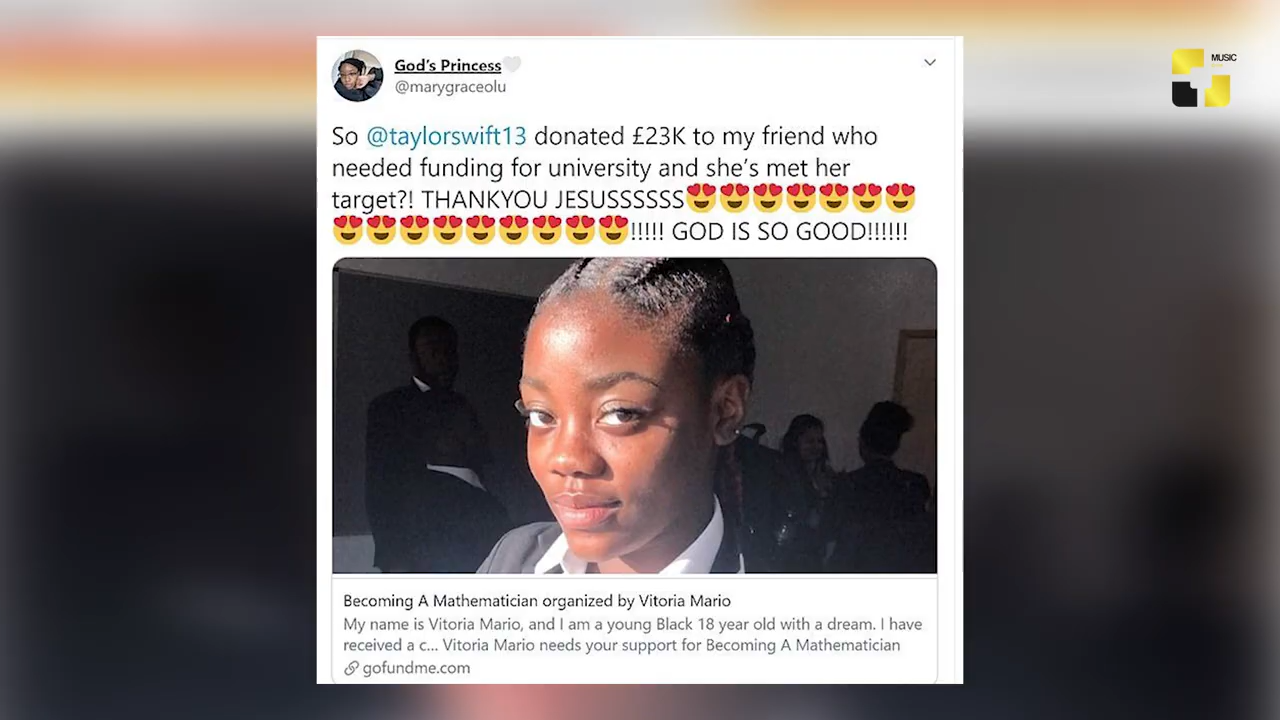 MUSIC
God's Princess🤍
@marygraceolu
So @taylorswift13 donated £23K to my friend who
needed funding for university and she's met her
target?! THANKYOU JESUSSSSSS😍😍😍😍😍😍😍
😍😍😍😍😍😍😍😍😍!!!!! GOD IS SO GOOD!!!!!!
Becoming A Mathematician organized by Vitoria Mario
My name is Vitoria Mario, and I am a young Black 18 year old with a dream. I have
received a c... Vitoria Mario needs your support for Becoming A Mathematician
gofundme.com